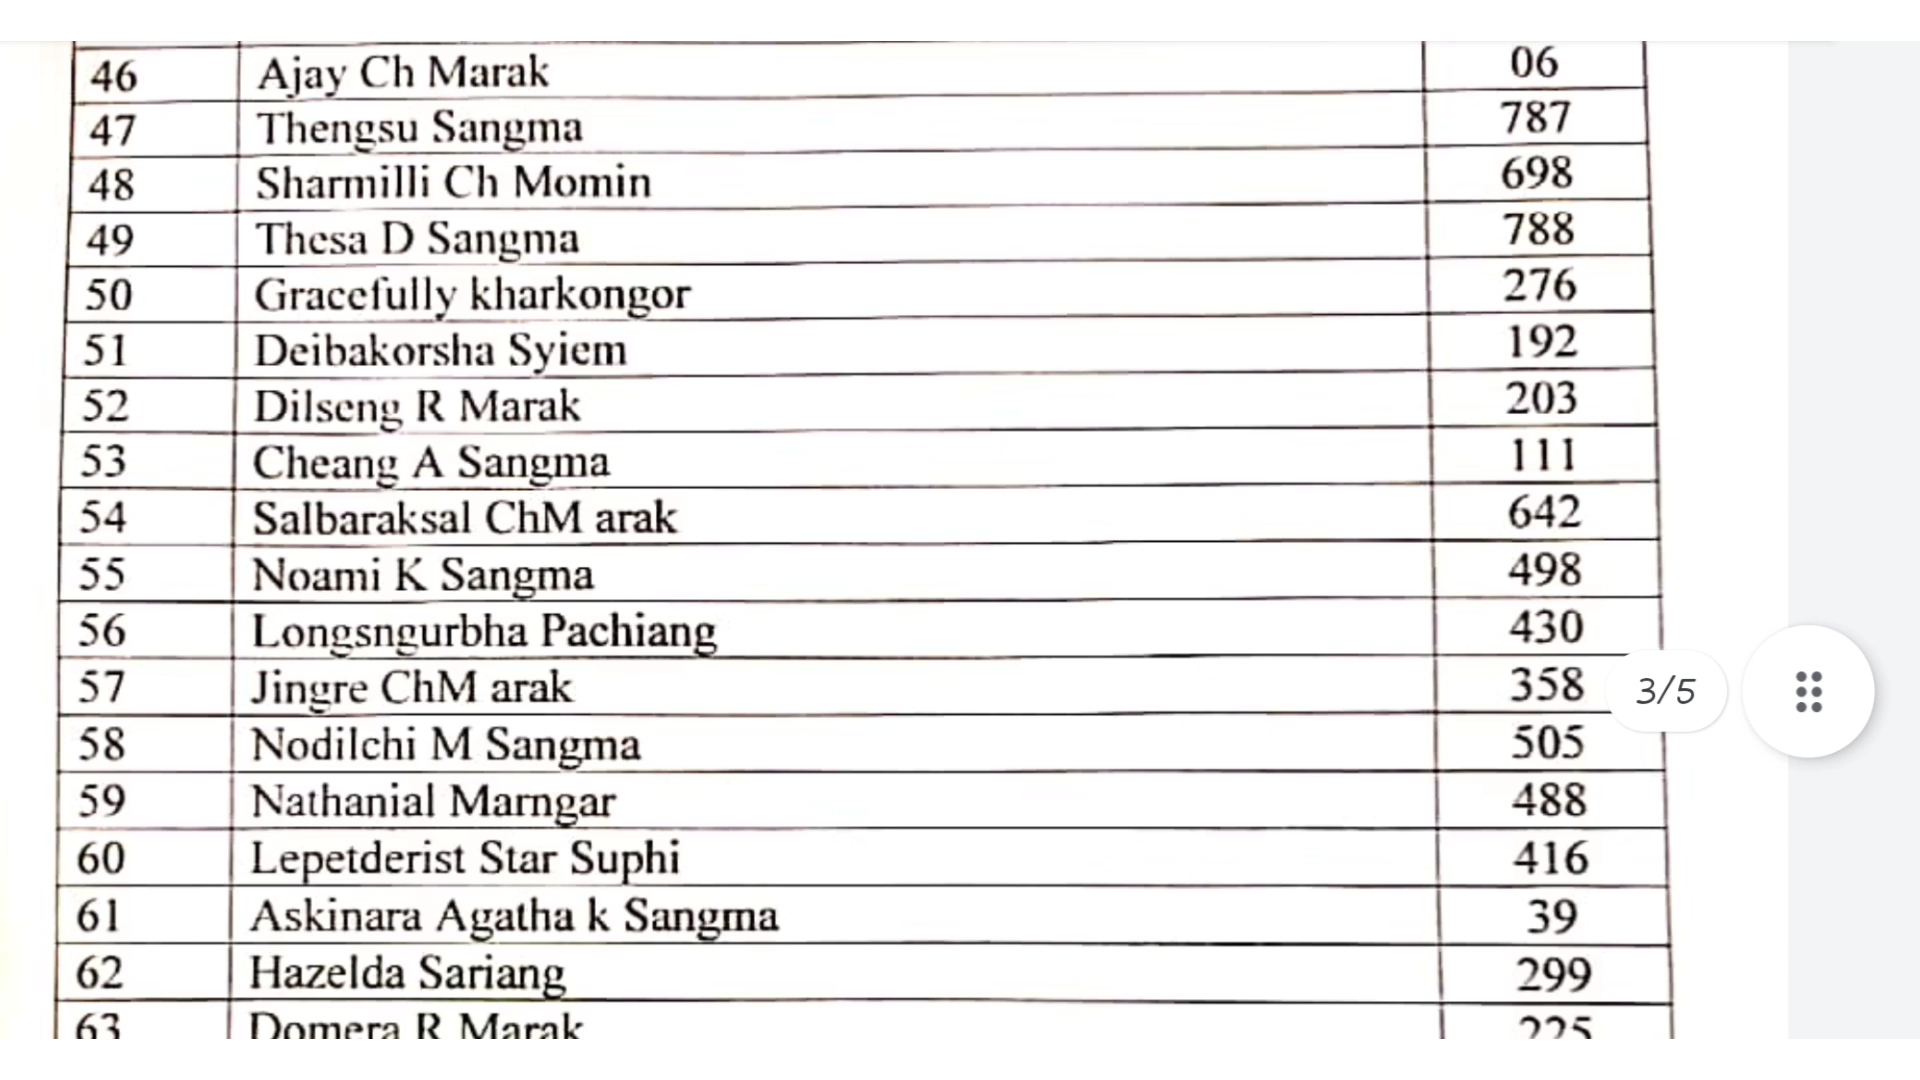 46 Ajay Ch Marak 06
47 Thengsu Sangma 787
48 Sharmilli Ch Momin 698
49 Thesa D Sangma 788
50 Gracefully kharkongor 276
51 Deibakorsha Syiem 192
52 Dilseng R Marak 203
53 Cheang A Sangma 111
54 Salbaraksal ChM arak 642
55 Noami K Sangma 498
56 Longsngurbha Pachiang 430
57 Jingre ChM arak 358
3/5
58 Nodilchi M Sangma 505
59 Nathanial Marngar 488
60 Lepetderist Star Suphi 416
61 Askinara Agatha k Sangma 39
62 Hazelda Sariang 299
63 Domera R Marak 225